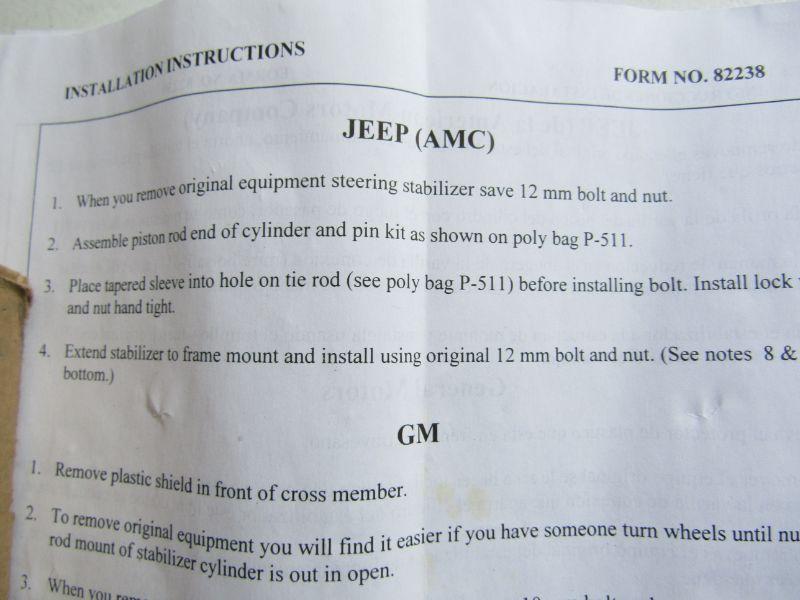 INSTALLATION INSTRUCTIONS
FORM NO. 82238
JEEP (AMC)
1. When you remove original equipment steering stabilizer save 12 mm bolt and nut.
2. Assemble piston rod end of cylinder and pin kit as shown on poly bag P-511.
3. Place tapered sleeve into hole on tie rod (see poly bag P-511) before installing bolt. Install lock
and nut hand tight.
4. Extend stabilizer to frame mount and install using original 12 mm bolt and nut. (See notes 8 &
bottom.)
GM
1. Remove plastic shield in front of cross member.
2. To remove original equipment you will find it easier if you have someone turn wheels until
rod mount of stabilizer cylinder is out in open.
3. When you